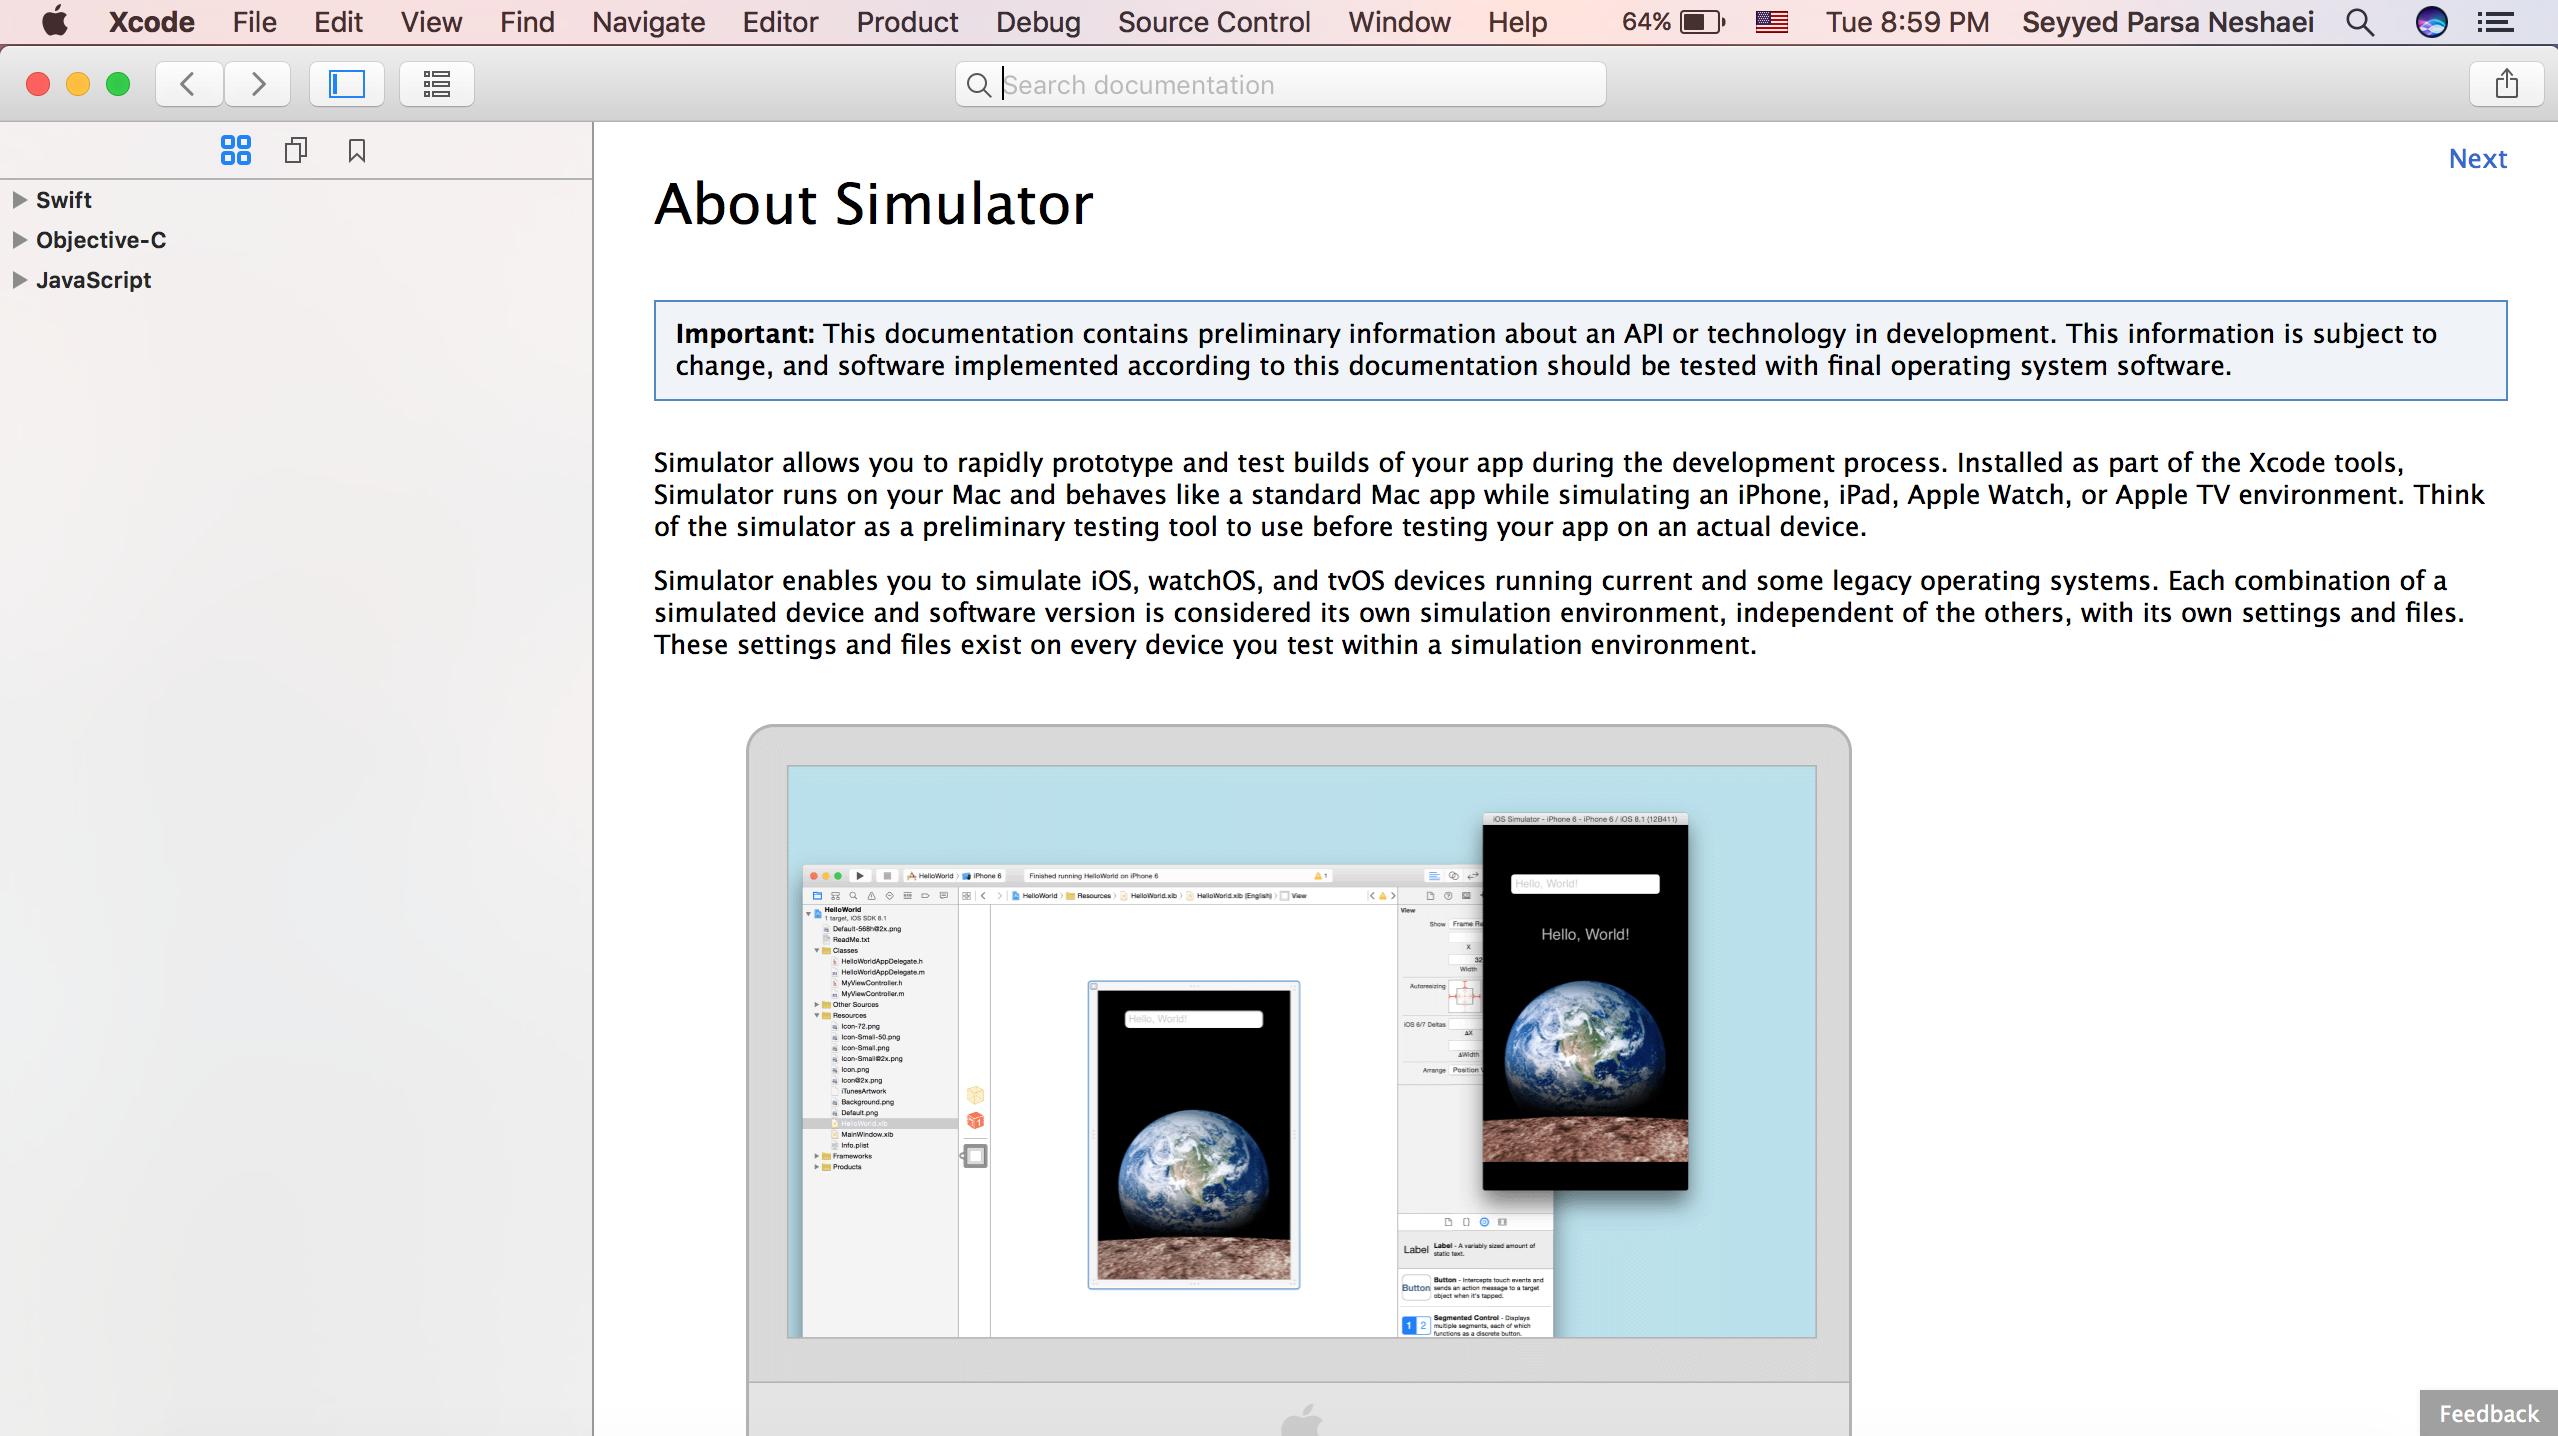 Xcode File Edit View Find Navigate Editor Product Debug Source Control Window Help 64% Tue 8:59 PM Seyyed Parsa Neshaei
Search documentation
Swift
Objective-C
JavaScript
Next
About Simulator
Important: This documentation contains preliminary information about an API or technology in development. This information is subject to
change, and software implemented according to this documentation should be tested with final operating system software.
Simulator allows you to rapidly prototype and test builds of your app during the development process. Installed as part of the Xcode tools,
Simulator runs on your Mac and behaves like a standard Mac app while simulating an iPhone, iPad, Apple Watch, or Apple TV environment. Think
of the simulator as a preliminary testing tool to use before testing your app on an actual device.
Simulator enables you to simulate iOS, watchOS, and tvOS devices running current and some legacy operating systems. Each combination of a
simulated device and software version is considered its own simulation environment, independent of the others, with its own settings and files.
These settings and files exist on every device you test within a simulation environment.
iOS Simulator - iPhone 6 - iPhone 6 / iOS 8.1 (12B411)
Hello, World!
Hello, World!
HelloWorld iPhone 6 Finished running HelloWorld on iPhone 6 1
HelloWorld Resources HelloWorld.xib HelloWorld.xib (English) View
HelloWorld
1 target, iOS SDK 8.1
Default-568h@2x.png
ReadMe.txt
Classes
HelloWorldAppDelegate.h
HelloWorldAppDelegate.m
MyViewController.h
MyViewController.m
Other Sources
Resources
Icon-72.png
Icon-Small-50.png
Icon-Small.png
Icon-Small@2x.png
Icon.png
Icon@2x.png
iTunesArtwork
Background.png
Default.png
HelloWorld.xib
MainWindow.xib
Info.plist
Frameworks
Products
Hello, World!
View
Show Frame Re
X
32
Width
Autoresizing
iOS 6/7 Deltas
ΔX
ΔWidth
Arrange Position V
Label Label - A variably sized amount of
static text.
Button Button - Intercepts touch events and
sends an action message to a target
object when it's tapped.
1 2 Segmented Control - Displays
multiple segments, each of which
functions as a discrete button.
Feedback